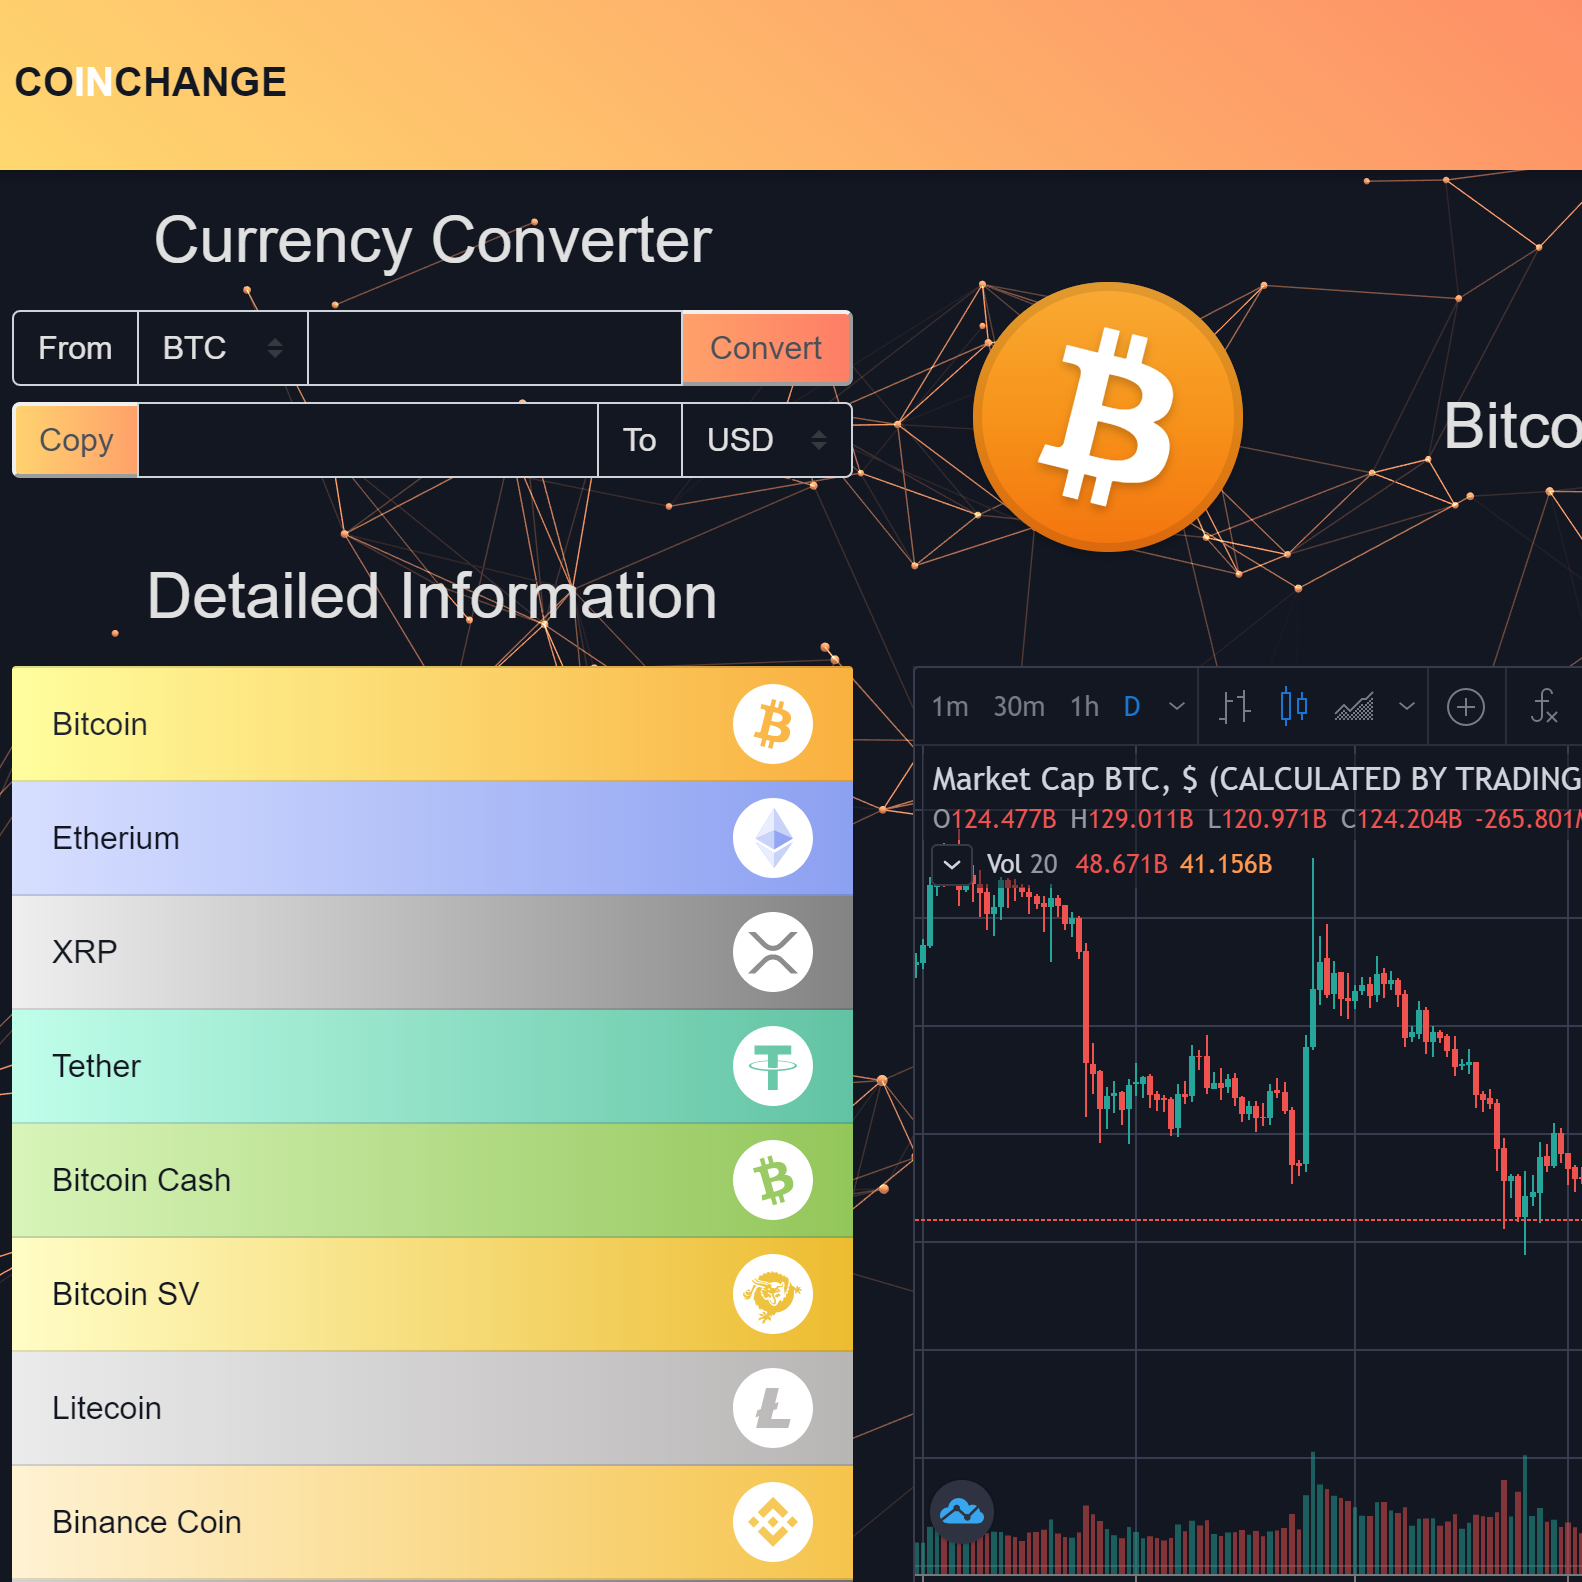 COINCHANGE
Currency Converter
From BTC Convert
Copy To USD
Detailed Information
Bitcoin
Etherium
XRP
Tether
Bitcoin Cash
Bitcoin SV
Litecoin
Binance Coin
Bitco
1m 30m 1h D
Market Cap BTC, $ (CALCULATED BY TRADING
O124.477B H129.011B L120.971B C124.204B -265.801M
Vol 20 48.671B 41.156B